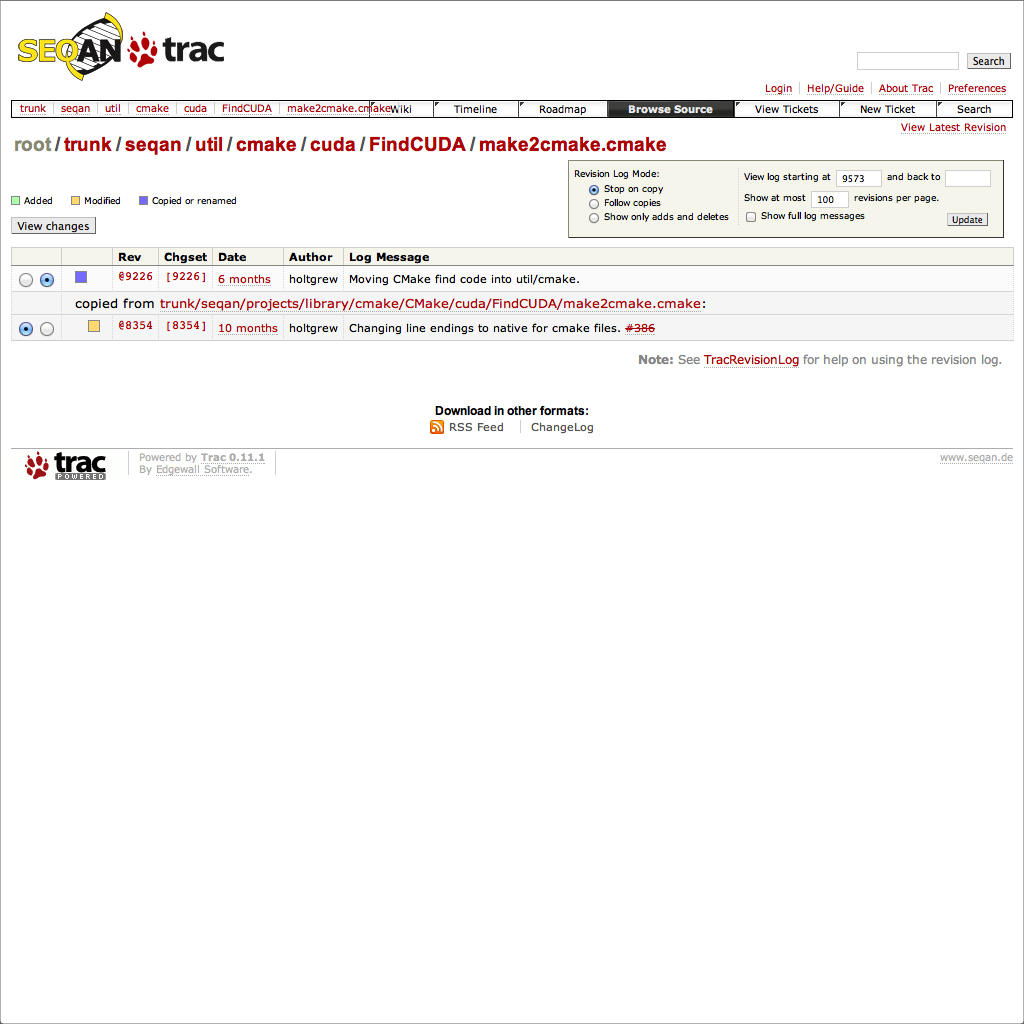 SEQAN trac
Search
Login Help/Guide About Trac Preferences
trunk seqan util cmake cuda FindCUDA make2cmake.cmake Wiki Timeline Roadmap Browse Source View Tickets New Ticket Search
View Latest Revision
root / trunk / seqan / util / cmake / cuda / FindCUDA / make2cmake.cmake
Revision Log Mode:
Stop on copy
Follow copies
Show only adds and deletes
View log starting at 9573 and back to
Show at most 100 revisions per page.
Show full log messages
Update
Added Modified Copied or renamed
View changes
Rev Chgset Date Author Log Message
@9226 [9226] 6 months holtgrew Moving CMake find code into util/cmake.
copied from trunk/seqan/projects/library/cmake/CMake/cuda/FindCUDA/make2cmake.cmake:
@8354 [8354] 10 months holtgrew Changing line endings to native for cmake files. #386
Note: See TracRevisionLog for help on using the revision log.
Download in other formats:
RSS Feed ChangeLog
trac POWERED
Powered by Trac 0.11.1
By Edgewall Software.
www.seqan.de